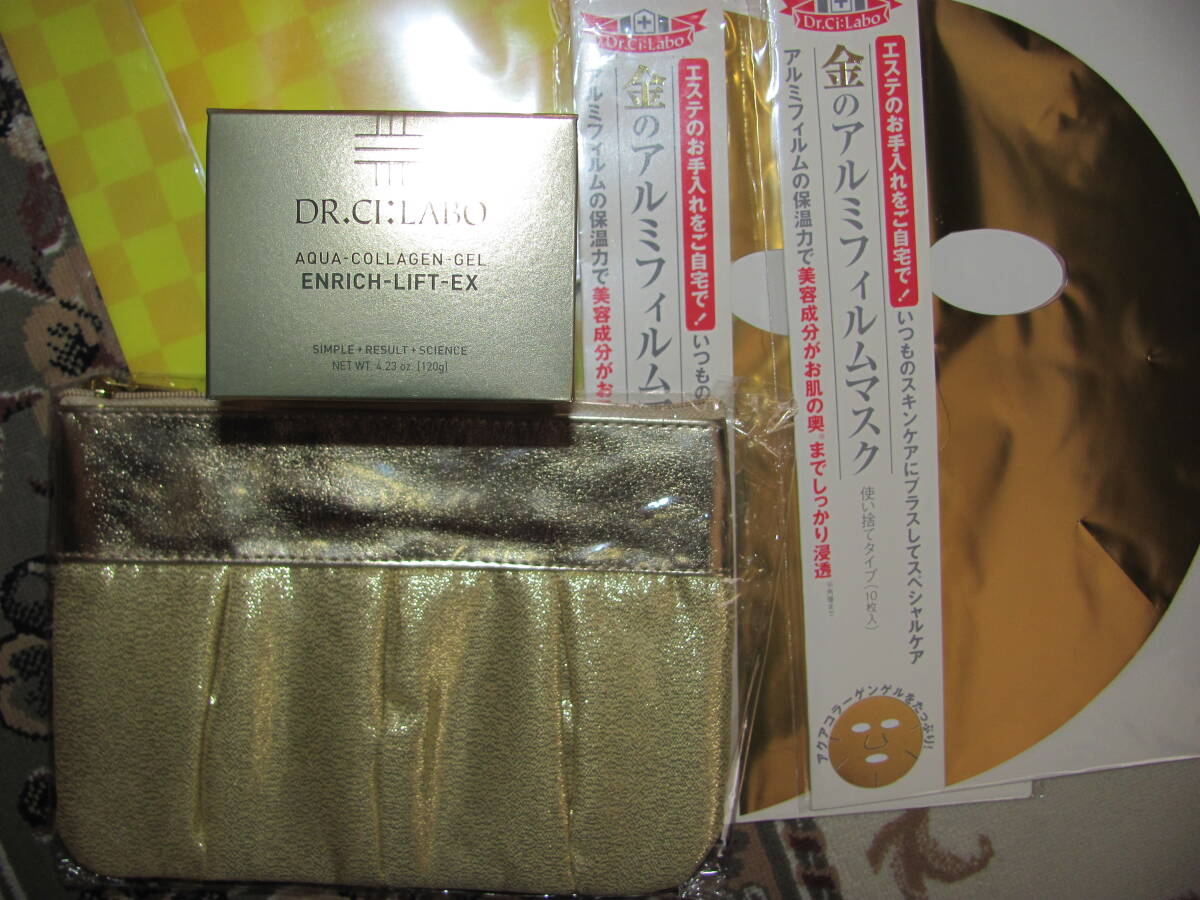 DR.CI:LABO
AQUA-COLLAGEN-GEL
ENRICH-LIFT-EX
SIMPLE + RESULT + SCIENCE
NET WT. 4.23 oz. [120g]
Dr.Ci:Labo
エステのお手入れをご自宅で! いつもの
金のアルミフィルム
アルミフィルムの保温力で美容成分がお
Dr.Ci:Labo
エステのお手入れをご自宅で! いつものスキンケアにプラスしてスペシャルケア
金のアルミフィルムマスク
使い捨てタイプ(10枚入)
アルミフィルムの保温力で美容成分がお肌の奥※までしっかり浸透
※角層まで
アクアコラーゲンゲルをたっぷり!